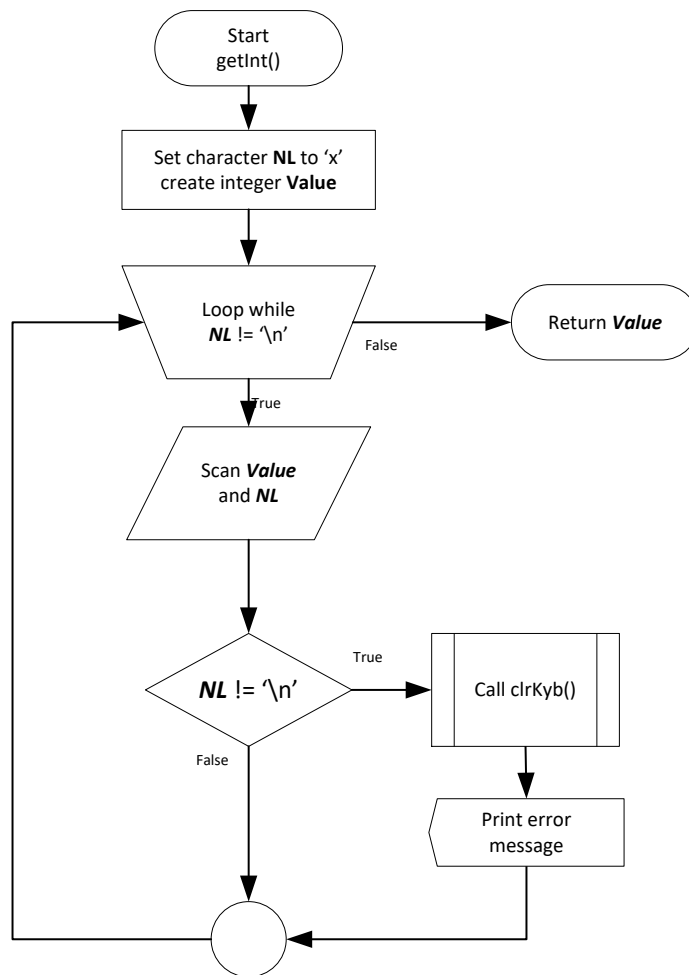 Start
getInt()
Set character NL to ‘x’
create integer Value
Loop while
NL != ‘\n’
False
Return Value
True
Scan Value
and NL
NL != ‘\n’
True
Call clrKyb()
False
Print error
message